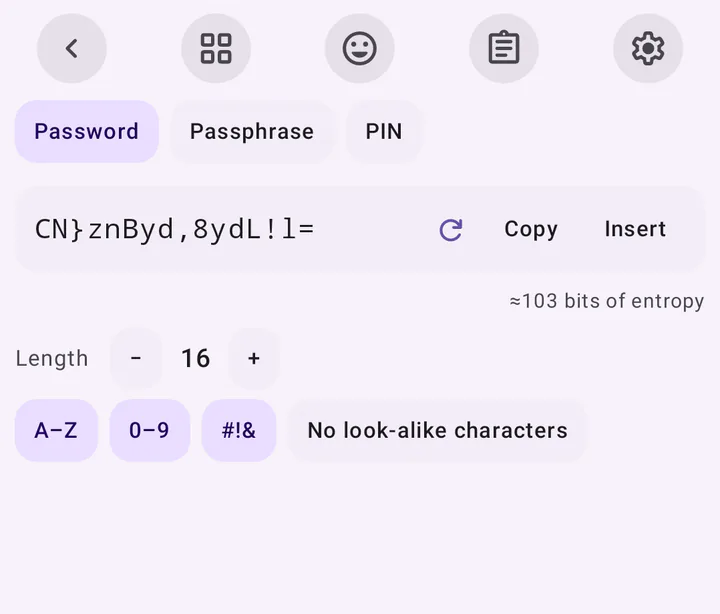 Password Passphrase PIN
CN}znByd,8ydL!l= Copy Insert
≈103 bits of entropy
Length - 16 +
A–Z 0–9 #!& No look-alike characters